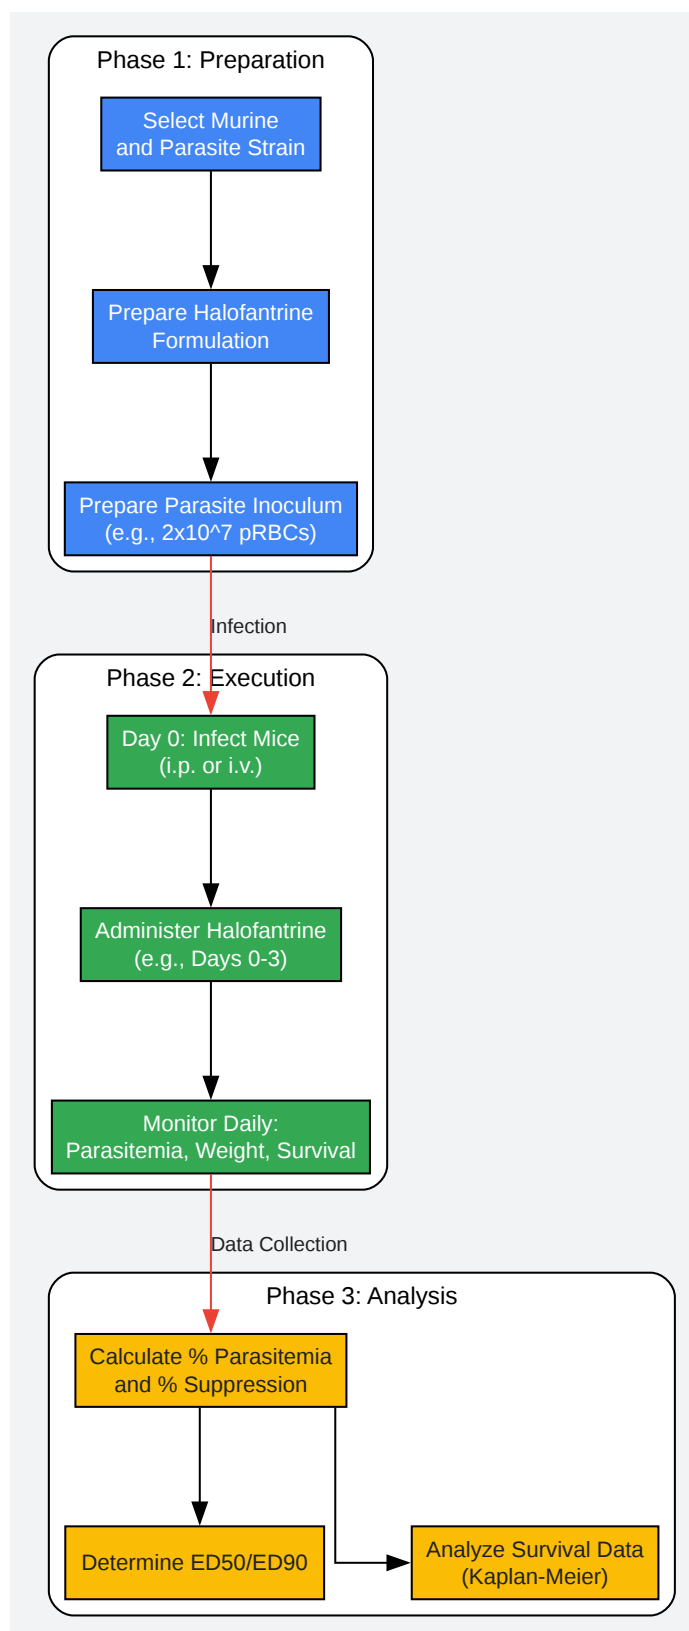 Phase 1: Preparation
Select Murine
and Parasite Strain
Prepare Halofantrine
Formulation
Prepare Parasite Inoculum
(e.g., 2x10^7 pRBCs)
Infection
Phase 2: Execution
Day 0: Infect Mice
(i.p. or i.v.)
Administer Halofantrine
(e.g., Days 0-3)
Monitor Daily:
Parasitemia, Weight, Survival
Data Collection
Phase 3: Analysis
Calculate % Parasitemia
and % Suppression
Determine ED50/ED90
Analyze Survival Data
(Kaplan-Meier)